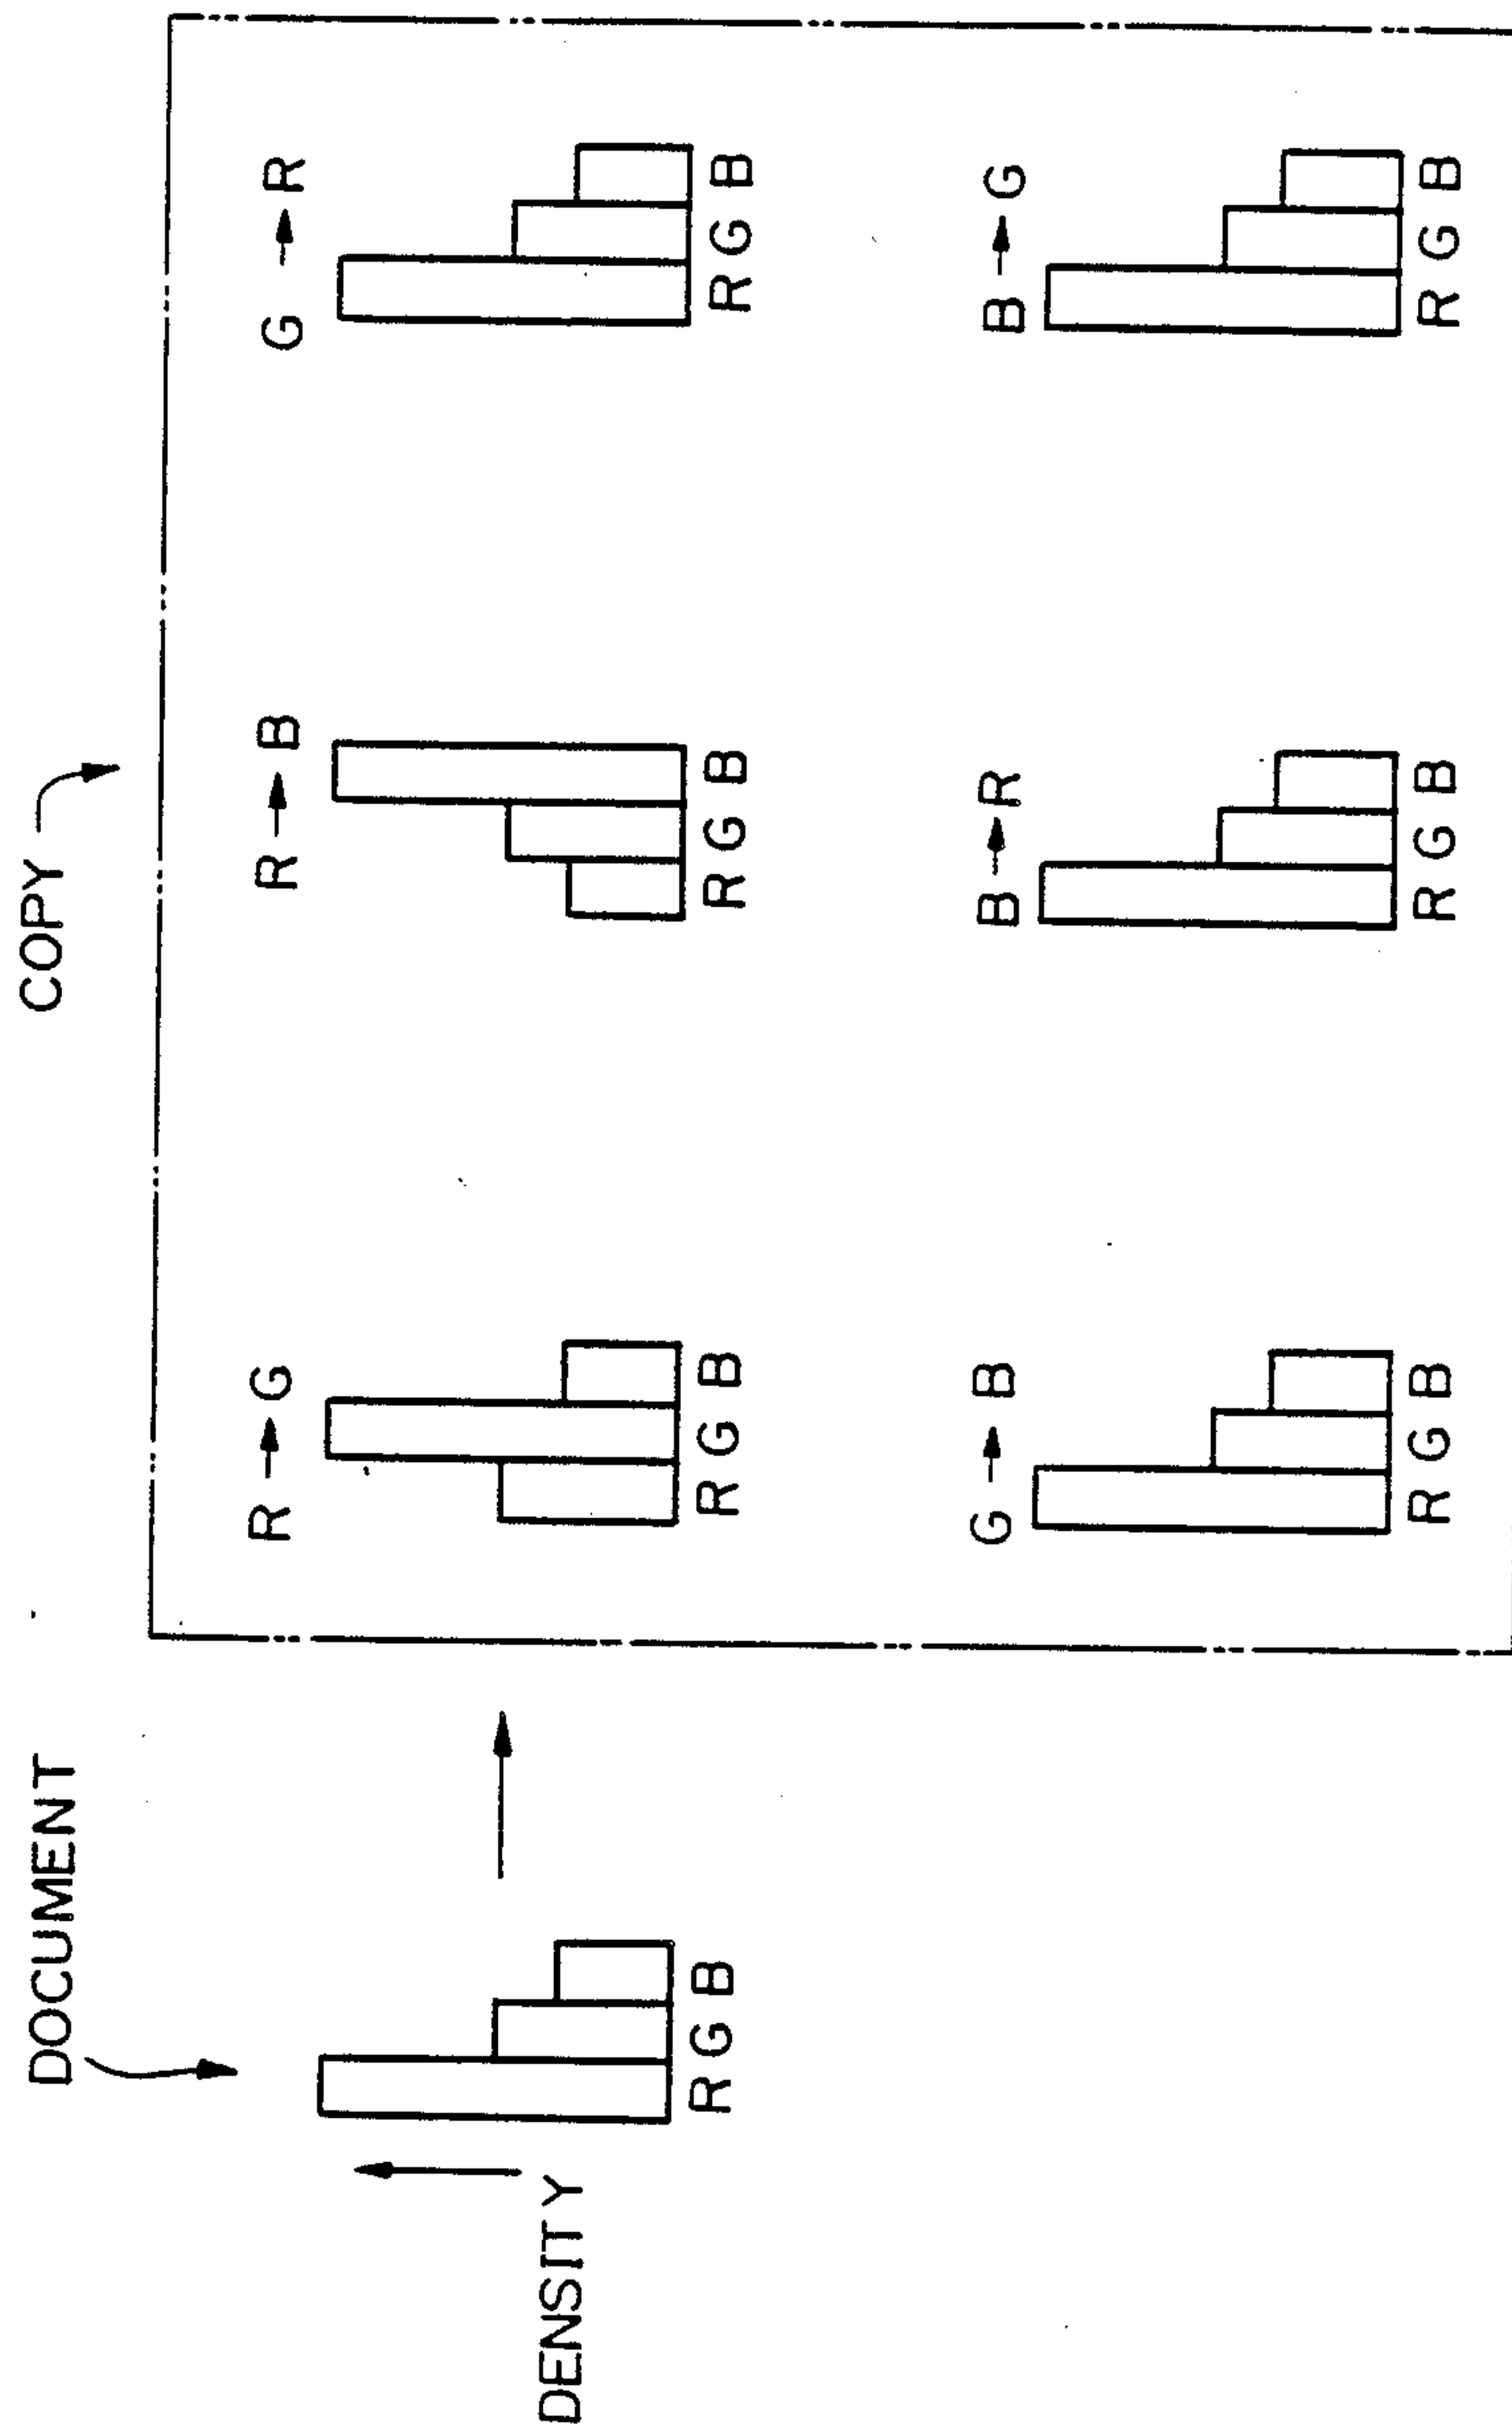 DOCUMENT
COPY
R → G
R → B
G → R
DENSITY
R G B
R G B
R G B
R G B
G → B
B → R
B → G
R G B
R G B
R G B